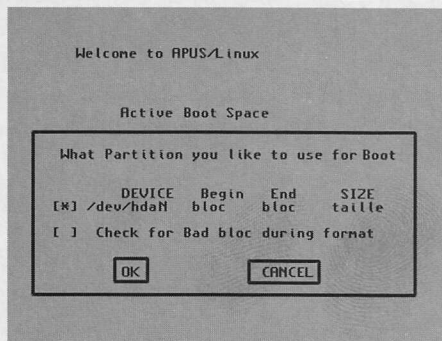 Welcome to APUS/Linux
Active Boot Space
What Partition you like to use for Boot
DEVICE Begin End SIZE
[*] /dev/hdaN bloc bloc taille
[ ] Check for Bad bloc during format
OK CANCEL